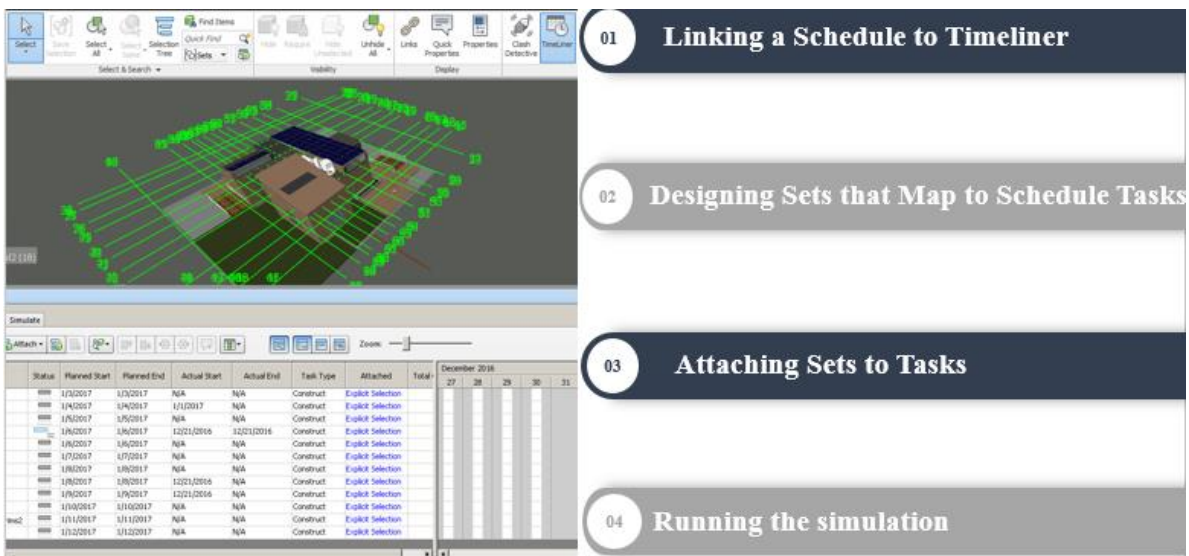 Find Items
Select
Save Selection
Select All
Select Same
Selection Tree
Quick Find
Sets
Hide
Require
Hide Unselected
Unhide All
Links
Quick Properties
Properties
Clash Detective
TimeLiner
Select & Search
Visibility
Display
01 Linking a Schedule to Timeliner
02 Designing Sets that Map to Schedule Tasks
03 Attaching Sets to Tasks
04 Running the simulation
Simulate
Attach
Zoom:
Status Planned Start Planned End Actual Start Actual End Task Type Attached Total
December 2016
27 28 29 30 31
1/3/2017 1/3/2017 N/A N/A Construct Explicit Selection
1/4/2017 1/4/2017 1/1/2017 N/A Construct Explicit Selection
1/5/2017 1/5/2017 N/A N/A Construct Explicit Selection
1/6/2017 1/6/2017 12/21/2016 12/21/2016 Construct Explicit Selection
1/6/2017 1/6/2017 N/A N/A Construct Explicit Selection
1/7/2017 1/7/2017 N/A N/A Construct Explicit Selection
1/8/2017 1/8/2017 N/A N/A Construct Explicit Selection
1/8/2017 1/8/2017 12/21/2016 N/A Construct Explicit Selection
1/9/2017 1/9/2017 12/21/2016 N/A Construct Explicit Selection
1/10/2017 1/10/2017 N/A N/A Construct Explicit Selection
1/11/2017 1/11/2017 N/A N/A Construct Explicit Selection
1/12/2017 1/12/2017 N/A N/A Construct Explicit Selection